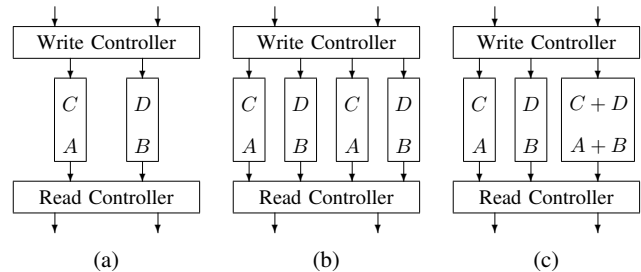 Write Controller Write Controller Write Controller
C D C D C D C D C + D
A B A B A B A B A + B
Read Controller Read Controller Read Controller
(a) (b) (c)